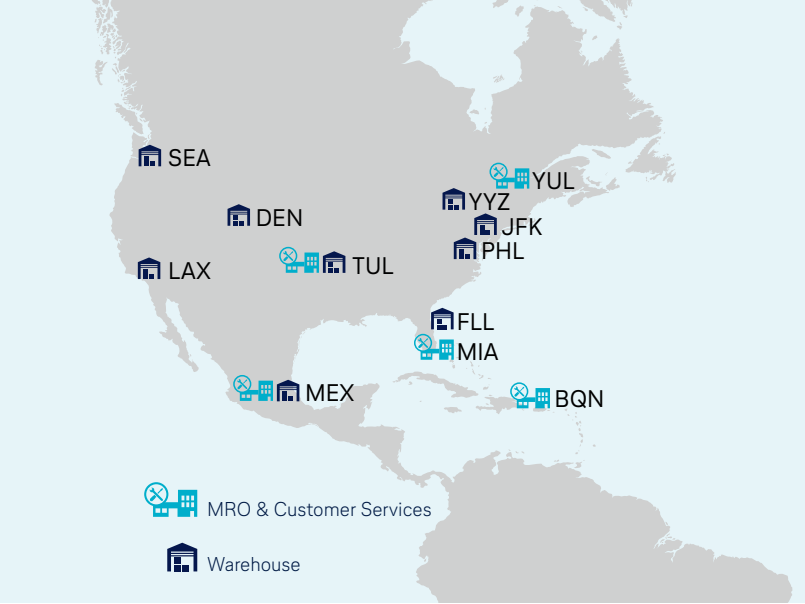 SEA
YUL
YYZ
DEN
JFK
PHL
TUL
LAX
FLL
MIA
MEX
BQN
MRO & Customer Services
Warehouse